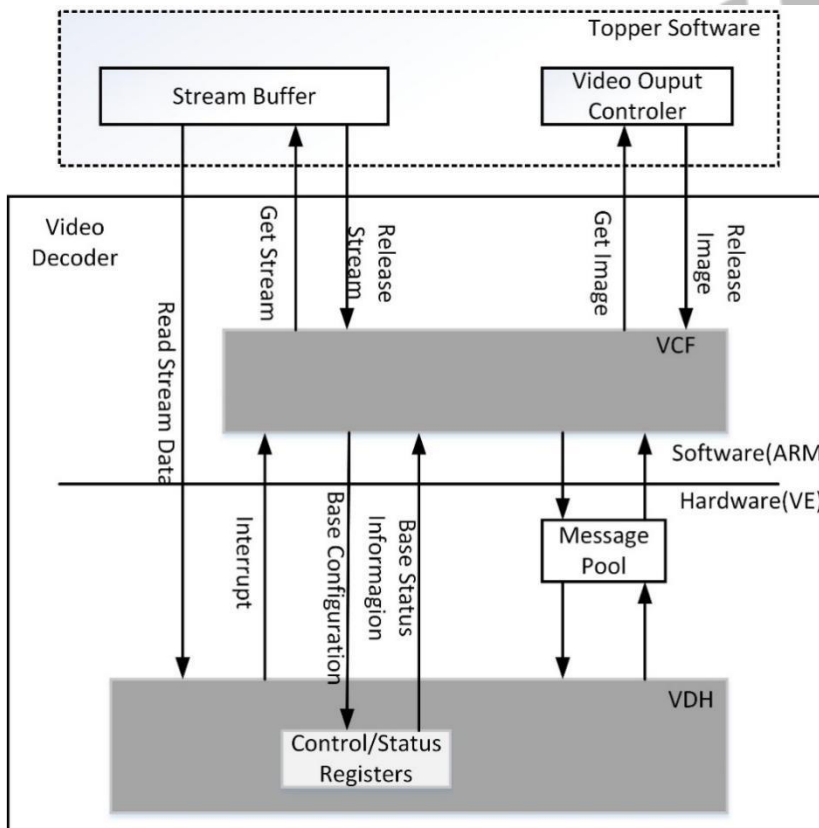 Topper Software
Stream Buffer
Video Ouput
Controler
Video
Decoder
Read Stream Data
Get Stream
Release
Stream
Get Image
Release
Image
VCF
Software(ARM
Hardware(VE)
Interrupt
Base Configuration
Base Status
Informagion
Message
Pool
VDH
Control/Status
Registers